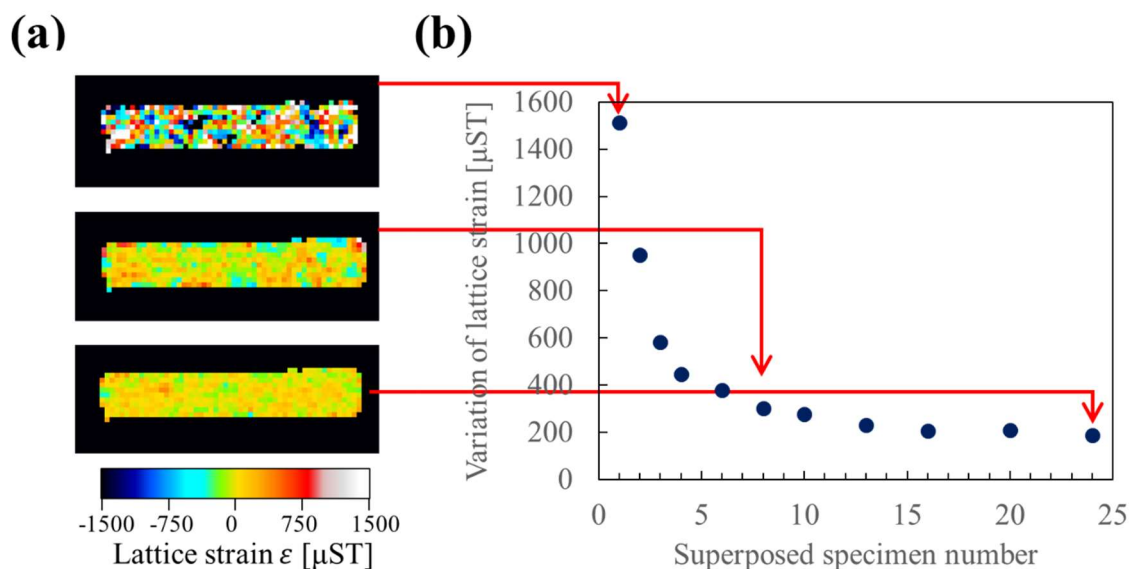 (a)
(b)
-1500 -750 0 750 1500
Lattice strain ε [μST]
Variation of lattice strain [μST]
1600
1400
1200
1000
800
600
400
200
0
0 5 10 15 20 25
Superposed specimen number